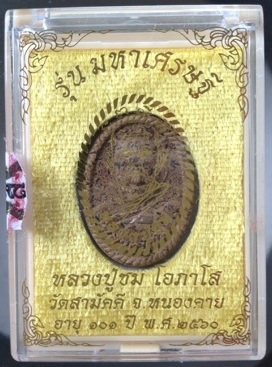 รุ่น มหาเศรษฐี
หลวงปู่ชม โอภาโส
วัดสามัคคี จ.หนองคาย
อายุ ๑๐๑ ปี พ.ศ.๒๕๖๐